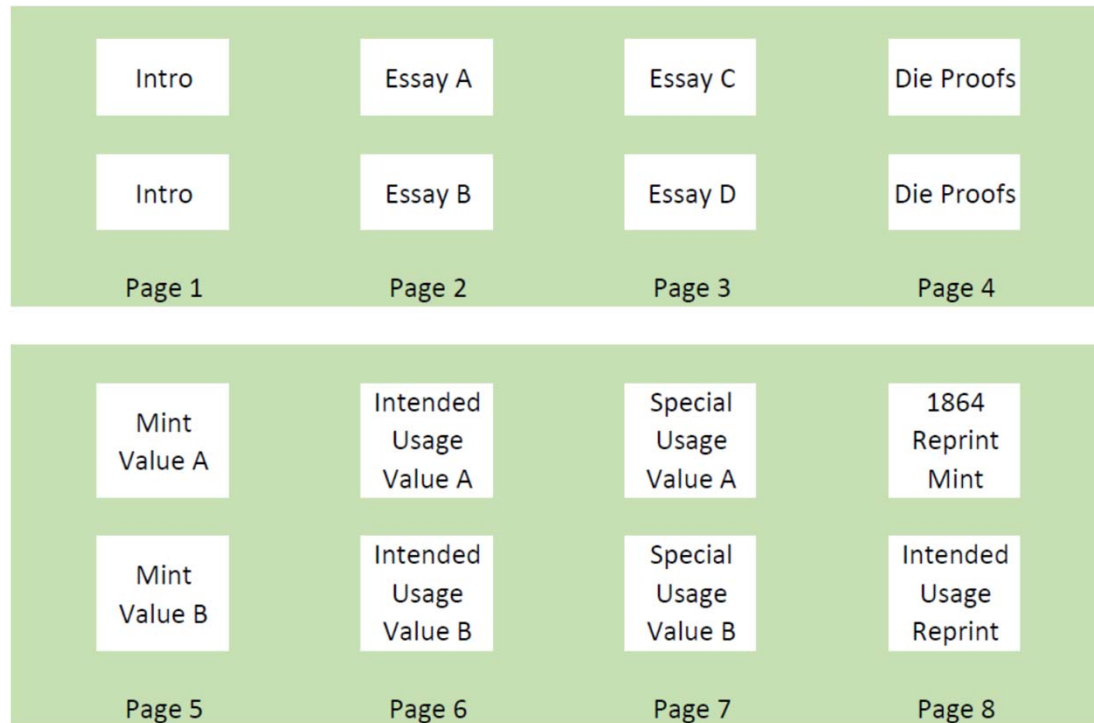 Intro
Essay A
Essay C
Die Proofs
Intro
Essay B
Essay D
Die Proofs
Page 1
Page 2
Page 3
Page 4
Mint
Value A
Intended
Usage
Value A
Special
Usage
Value A
1864
Reprint
Mint
Mint
Value B
Intended
Usage
Value B
Special
Usage
Value B
Intended
Usage
Reprint
Page 5
Page 6
Page 7
Page 8